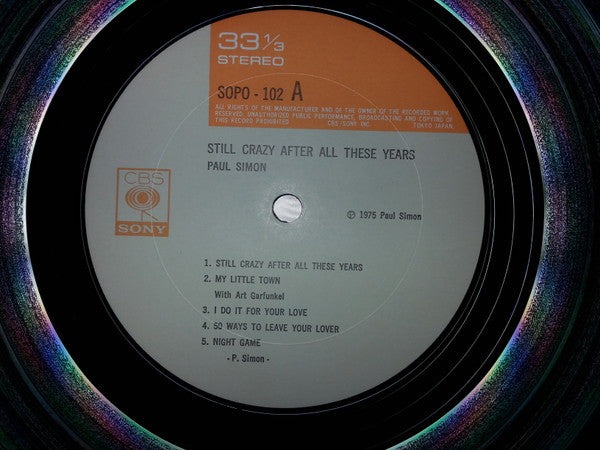 33 1/3
STEREO
SOPO - 102 A
ALL RIGHTS OF THE MANUFACTURER AND OF THE OWNER OF THE RECORDED WORK
RESERVED. UNAUTHORIZED PUBLIC PERFORMANCE, BROADCASTING AND COPYING OF
THIS RECORD PROHIBITED CBS/SONY INC. TOKYO JAPAN.
STILL CRAZY AFTER ALL THESE YEARS
PAUL SIMON
CBS
SONY
℗ 1975 Paul Simon
1. STILL CRAZY AFTER ALL THESE YEARS
2. MY LITTLE TOWN
With Art Garfunkel
3. I DO IT FOR YOUR LOVE
4. 50 WAYS TO LEAVE YOUR LOVER
5. NIGHT GAME
- P. Simon -